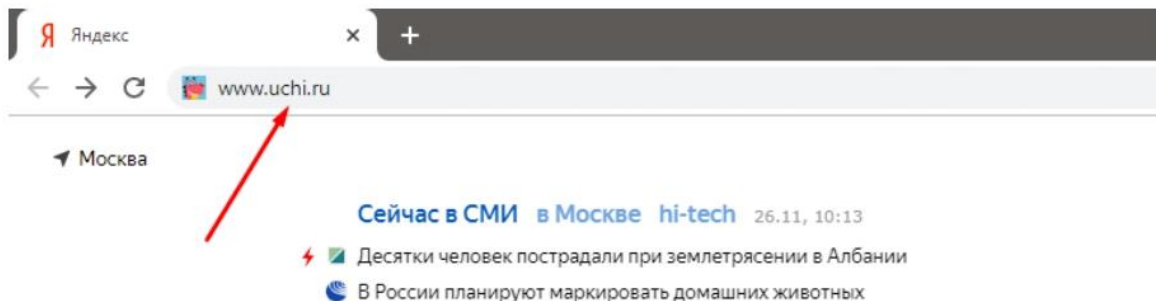 Я Яндекс
www.uchi.ru
Москва
Сейчас в СМИ в Москве hi-tech 26.11, 10:13
Десятки человек пострадали при землетрясении в Албании
В России планируют маркировать домашних животных